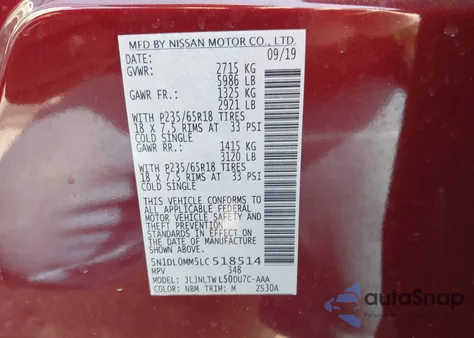 MFD BY NISSAN MOTOR CO., LTD.
DATE: 09/19
GVWR: 2715 KG
5986 LB
GAWR FR.: 1325 KG
2921 LB
WITH P235/65R18 TIRES
18 X 7.5 RIMS AT 33 PSI
COLD SINGLE
GAWR RR.: 1415 KG
3120 LB
WITH P235/65R18 TIRES
18 X 7.5 RIMS AT 33 PSI
COLD SINGLE
THIS VEHICLE CONFORMS TO
ALL APPLICABLE FEDERAL
MOTOR VEHICLE SAFETY AND
THEFT PREVENTION
STANDARDS IN EFFECT ON
THE DATE OF MANUFACTURE
SHOWN ABOVE.
5N1DL0MM5LC518514
MPV 348
MODEL: JLJNLTW L50DU7C-AAA
COLOR: NBM TRIM: M ZS30A
autoSnap